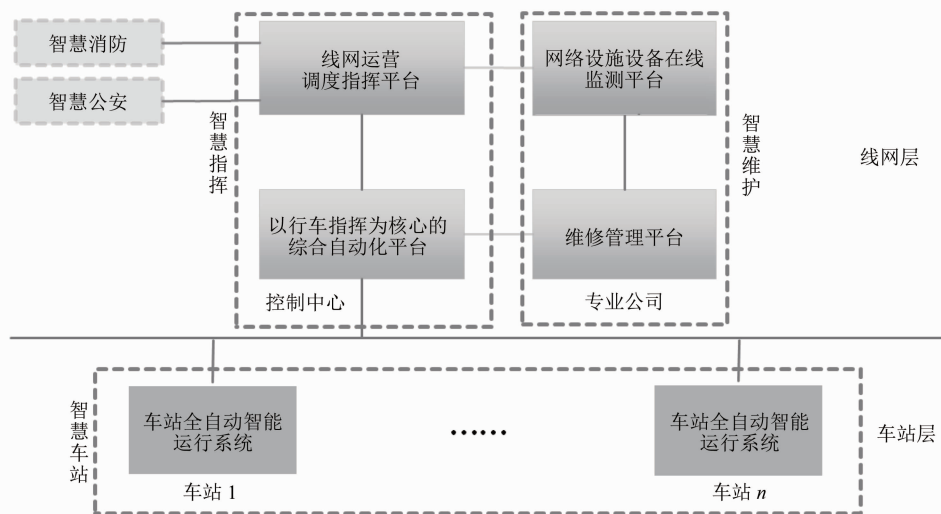 智慧消防
智慧公安
线网运营
调度指挥平台
网络设施设备在线
监测平台
智慧指挥
智慧维护
线网层
以行车指挥为核心的
综合自动化平台
维修管理平台
控制中心
专业公司
智慧车站
车站全自动智能
运行系统
……
车站全自动智能
运行系统
车站层
车站 1
车站 n